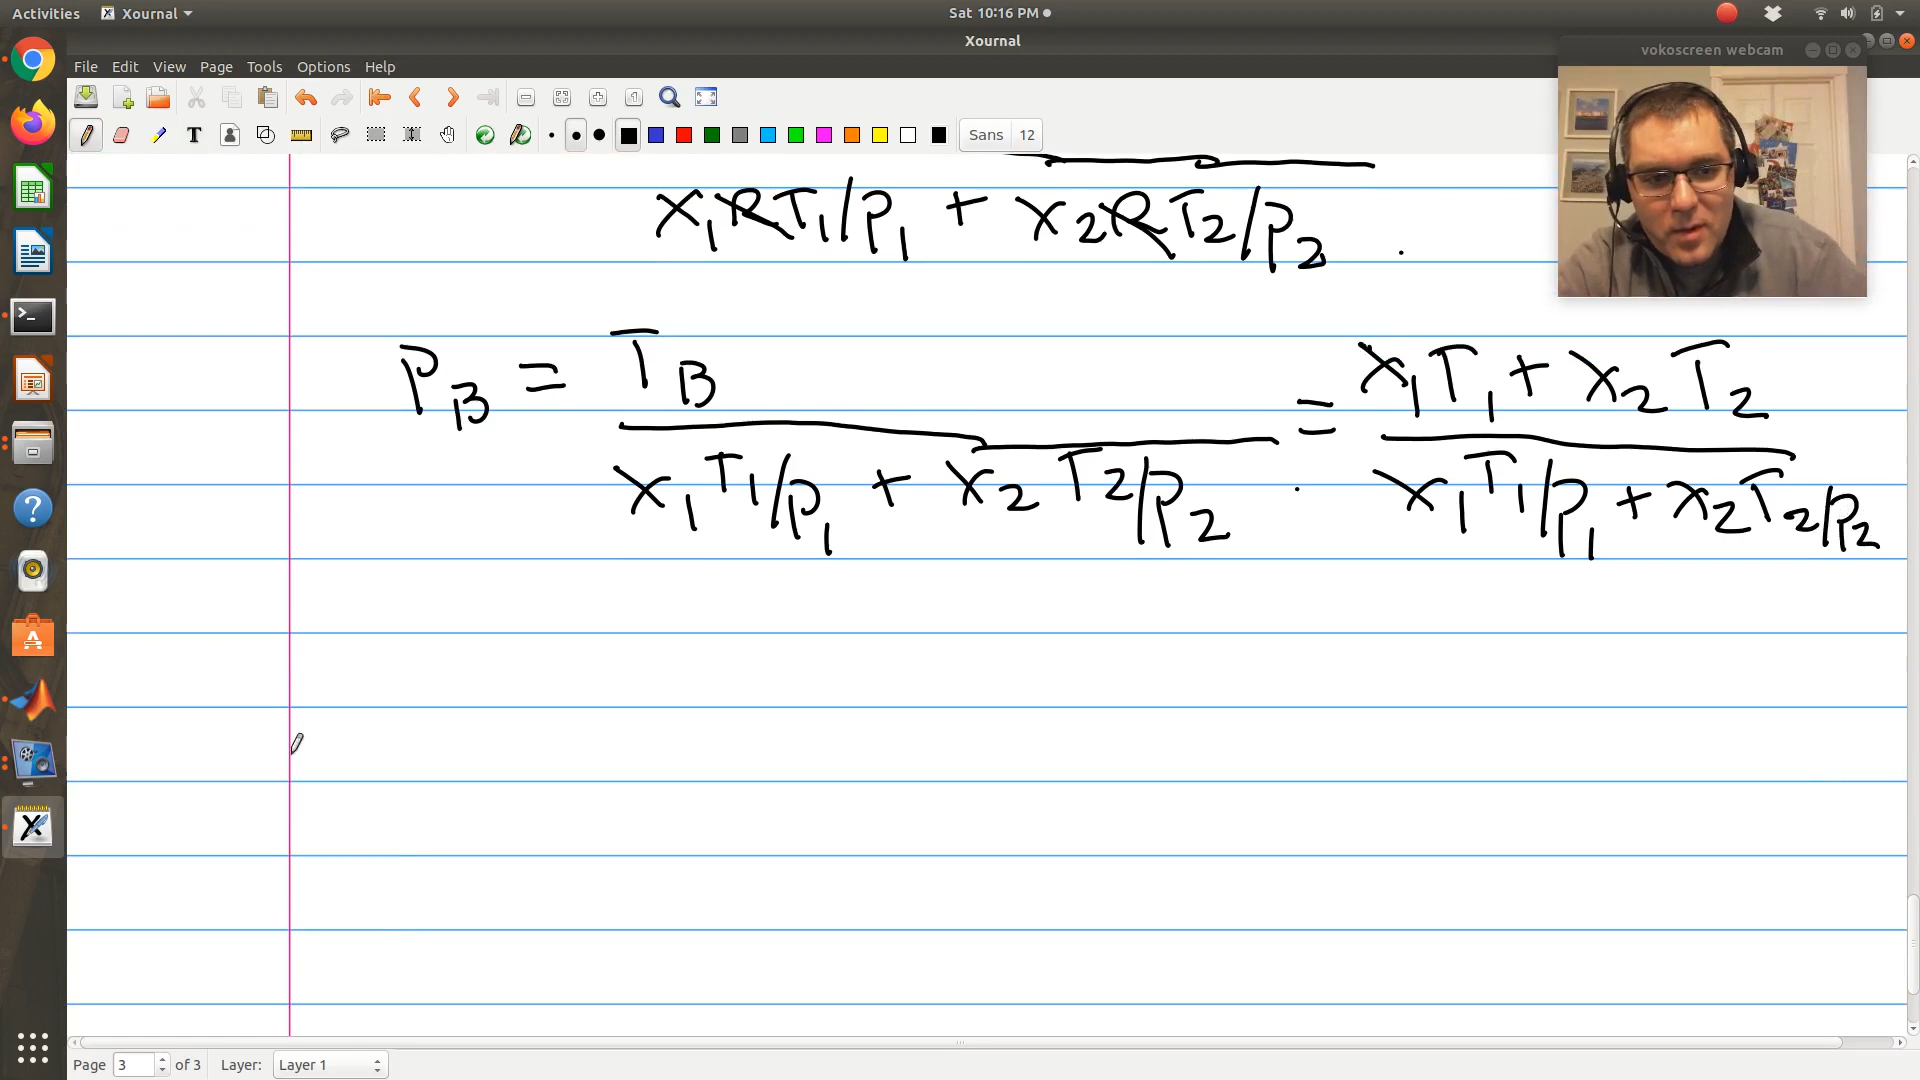 Activities Xournal Sat 10:16 PM
Xournal
vokoscreen webcam
File Edit View Page Tools Options Help
Sans 12
x₁RT₁/P₁ + x₂RT₂/P₂ .
P_B = T_B / (x₁T₁/P₁ + x₂T₂/P₂) = (x₁T₁ + x₂T₂) / (x₁T₁/P₁ + x₂T₂/P₂)
Page 3 of 3 Layer: Layer 1